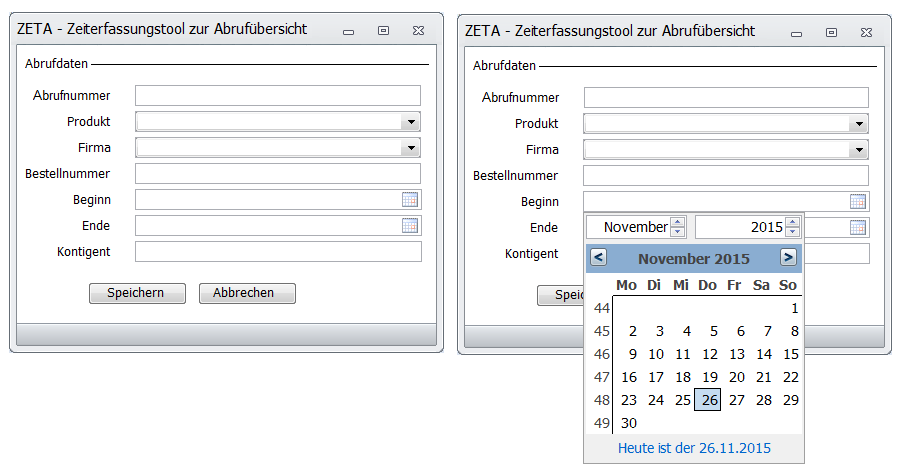 ZETA - Zeiterfassungstool zur Abrufübersicht
Abrufdaten
Abrufnummer
Produkt
Firma
Bestellnummer
Beginn
Ende
Kontigent
Speichern Abbrechen
ZETA - Zeiterfassungstool zur Abrufübersicht
Abrufdaten
Abrufnummer
Produkt
Firma
Bestellnummer
Beginn
Ende
Kontigent
Speic
November 2015
< November 2015 >
Mo Di Mi Do Fr Sa So
44 1
45 2 3 4 5 6 7 8
46 9 10 11 12 13 14 15
47 16 17 18 19 20 21 22
48 23 24 25 26 27 28 29
49 30
Heute ist der 26.11.2015